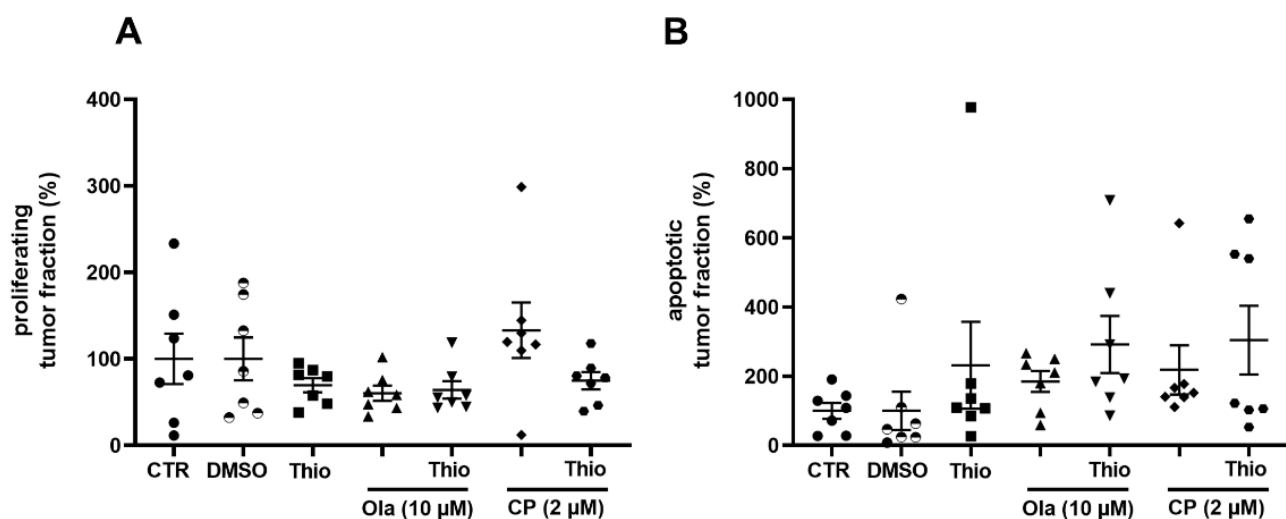 A
proliferating
tumor fraction (%)
400
300
200
100
0
CTR DMSO Thio Thio Thio
Ola (10 µM) CP (2 µM)
B
apoptotic
tumor fraction (%)
1000
800
600
400
200
0
CTR DMSO Thio Thio Thio
Ola (10 µM) CP (2 µM)